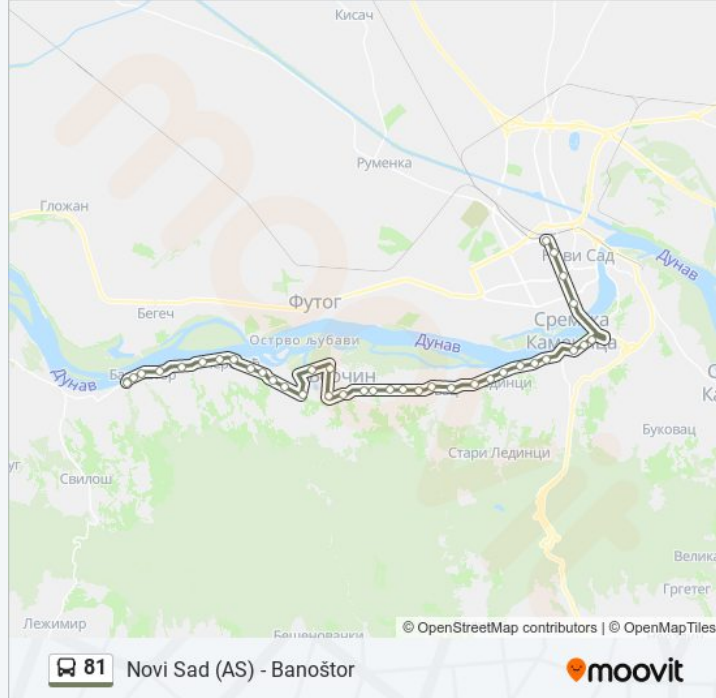 Кисач
Руменка
Гложан
Нови Сад
Дунав
Бегеч
Футог
Сремска
Каменица
Острво љубави
Дунав
Дунав
Буковац
Стари Лединци
Свилош
Велика
Гргетег
Лежимир
Бешеновачки
© OpenStreetMap contributors | © OpenMapTiles
81 Novi Sad (AS) - Banoštor
moovit